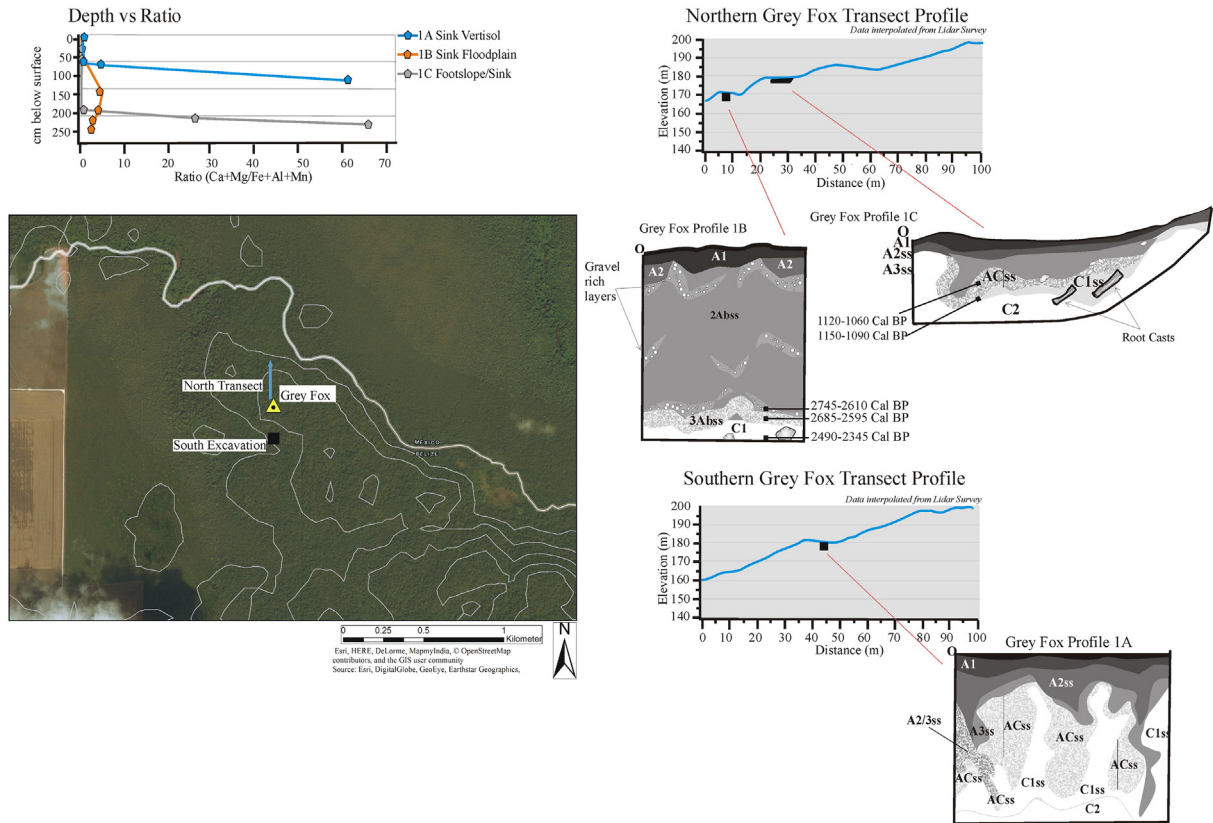 Depth vs Ratio
0
50
100
150
200
250
cm below surface
0
10
20
30
40
50
60
70
Ratio (Ca+Mg/Fe+Al+Mn)
1A Sink Vertisol
1B Sink Floodplain
1C Footslope/Sink
North Transect
Grey Fox
South Excavation
MEXICO
BELIZE
0 0.25 0.5 1
Kilometer
N
Esri, HERE, DeLorme, MapmyIndia, © OpenStreetMap
contributors, and the GIS user community
Source: Esri, DigitalGlobe, GeoEye, Earthstar Geographics,
Northern Grey Fox Transect Profile
Data interpolated from Lidar Survey
200
190
180
170
160
150
140
Elevation (m)
0 10 20 30 40 50 60 70 80 90 100
Distance (m)
Grey Fox Profile 1B
O
A1
A2
A2
Gravel
rich
layers
2Abss
3Abss
C1
2745-2610 Cal BP
2685-2595 Cal BP
2490-2345 Cal BP
Grey Fox Profile 1C
O
A1
A2ss
A3ss
ACss
C1ss
C2
1120-1060 Cal BP
1150-1090 Cal BP
Root Casts
Southern Grey Fox Transect Profile
Data interpolated from Lidar Survey
200
190
180
160
160
150
140
Elevation (m)
0 10 20 30 40 50 60 70 80 90 100
Distance (m)
Grey Fox Profile 1A
O
A1
A2ss
A2/3ss
A3ss
ACss
ACss
C1ss
ACss
ACss
C1ss
C1ss
ACss
C2